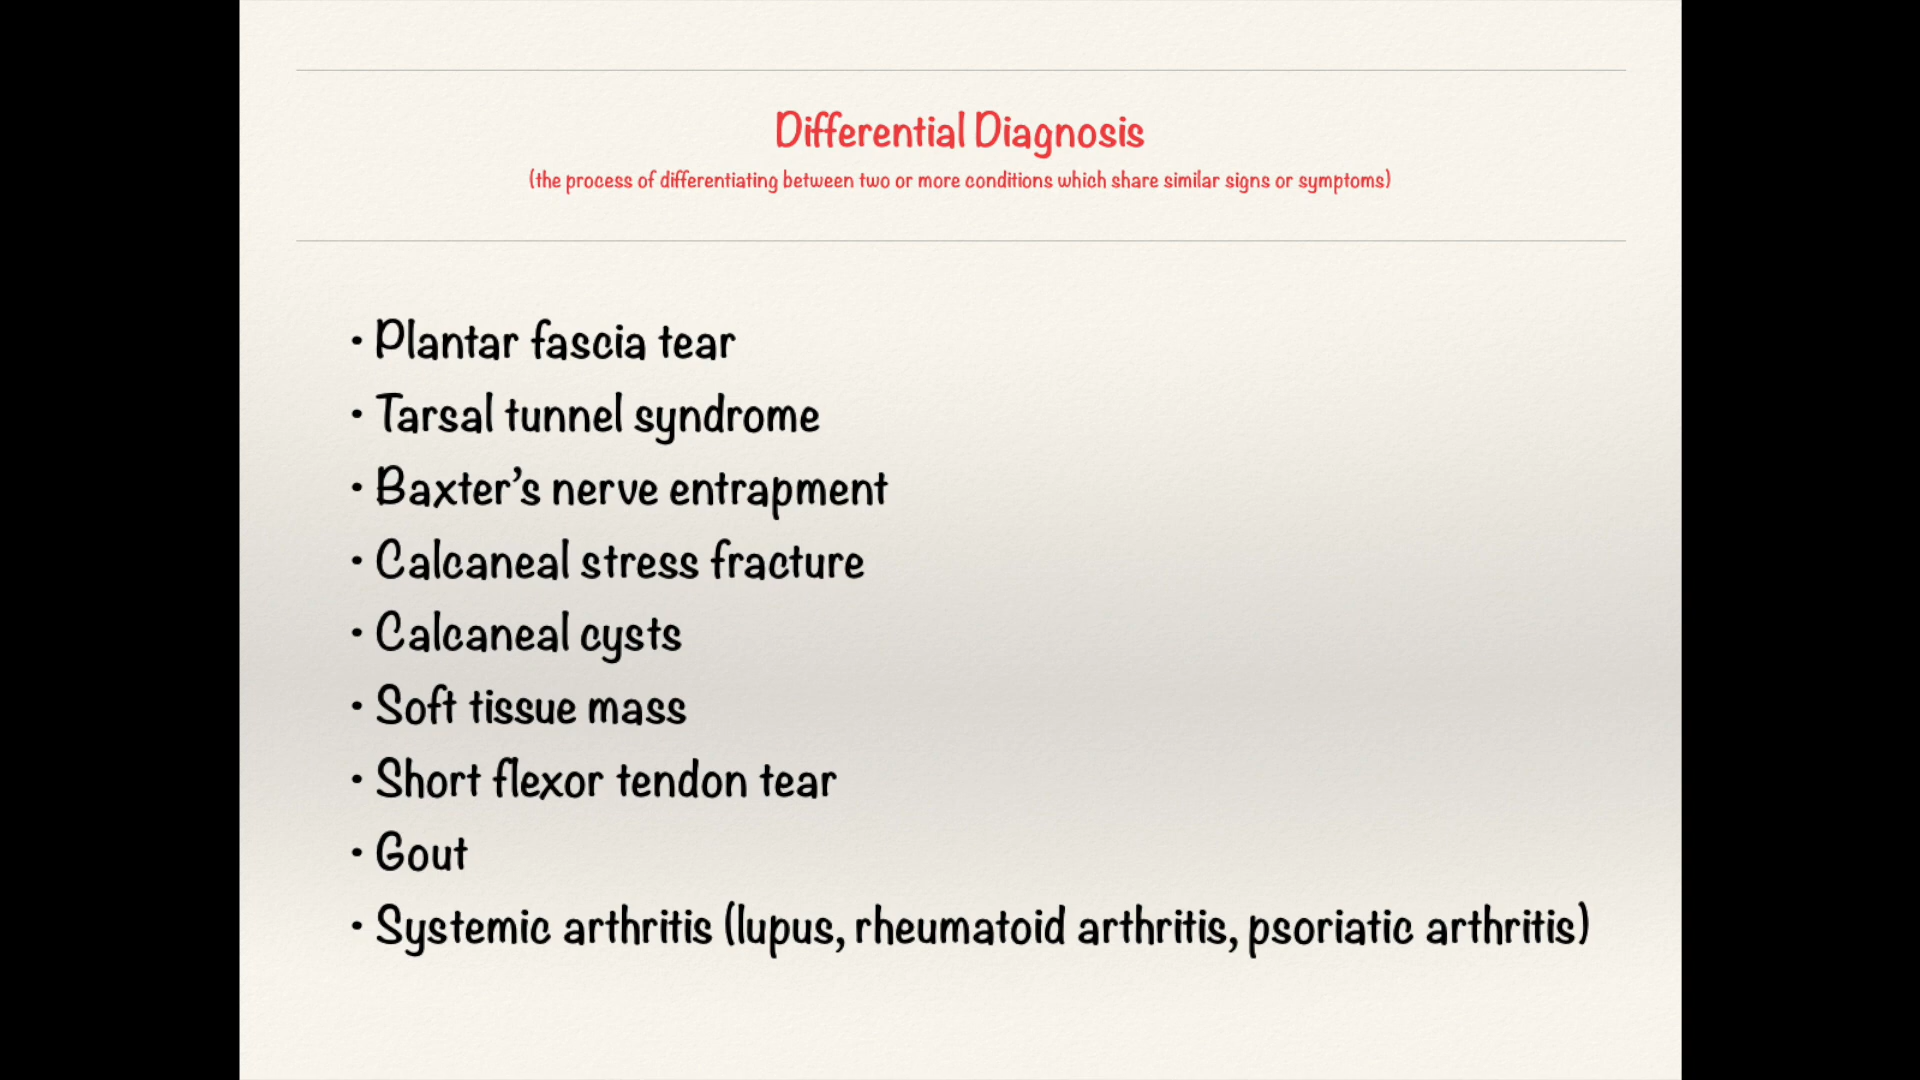 Differential Diagnosis
(the process of differentiating between two or more conditions which share similar signs or symptoms)
• Plantar fascia tear
• Tarsal tunnel syndrome
• Baxter’s nerve entrapment
• Calcaneal stress fracture
• Calcaneal cysts
• Soft tissue mass
• Short flexor tendon tear
• Gout
• Systemic arthritis (lupus, rheumatoid arthritis, psoriatic arthritis)